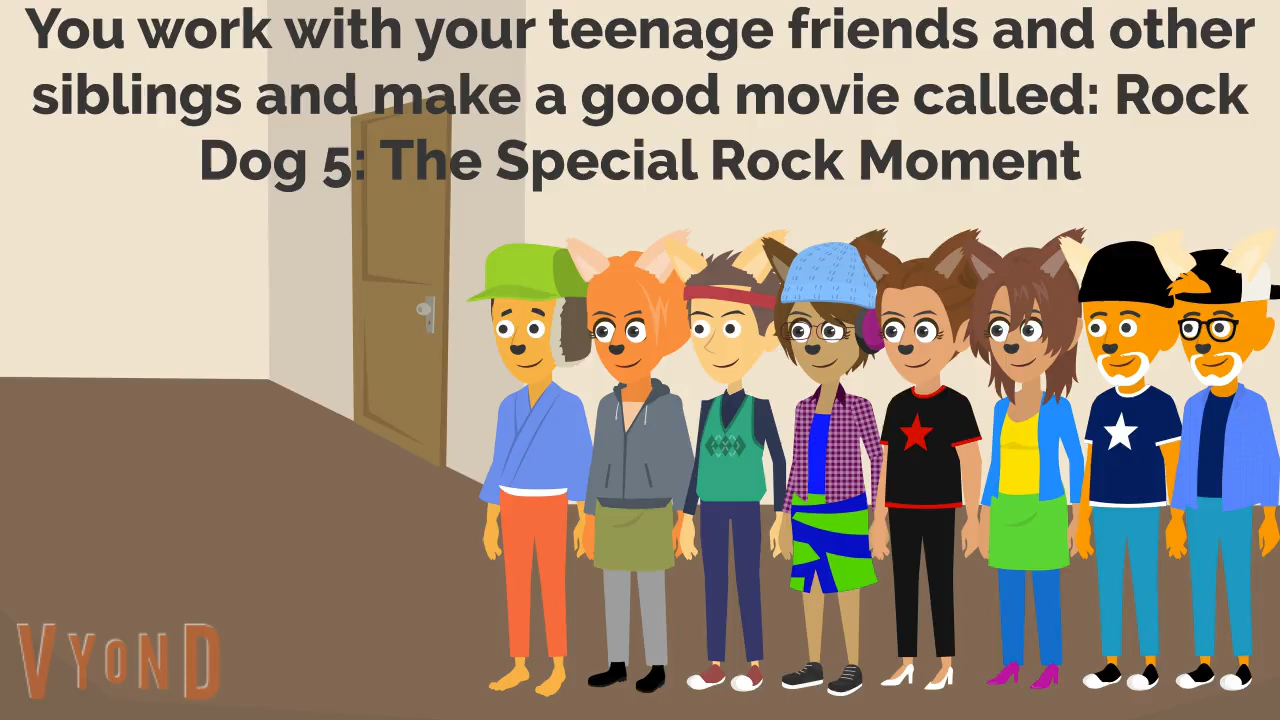 You work with your teenage friends and other
siblings and make a good movie called: Rock
Dog 5: The Special Rock Moment
VYOND